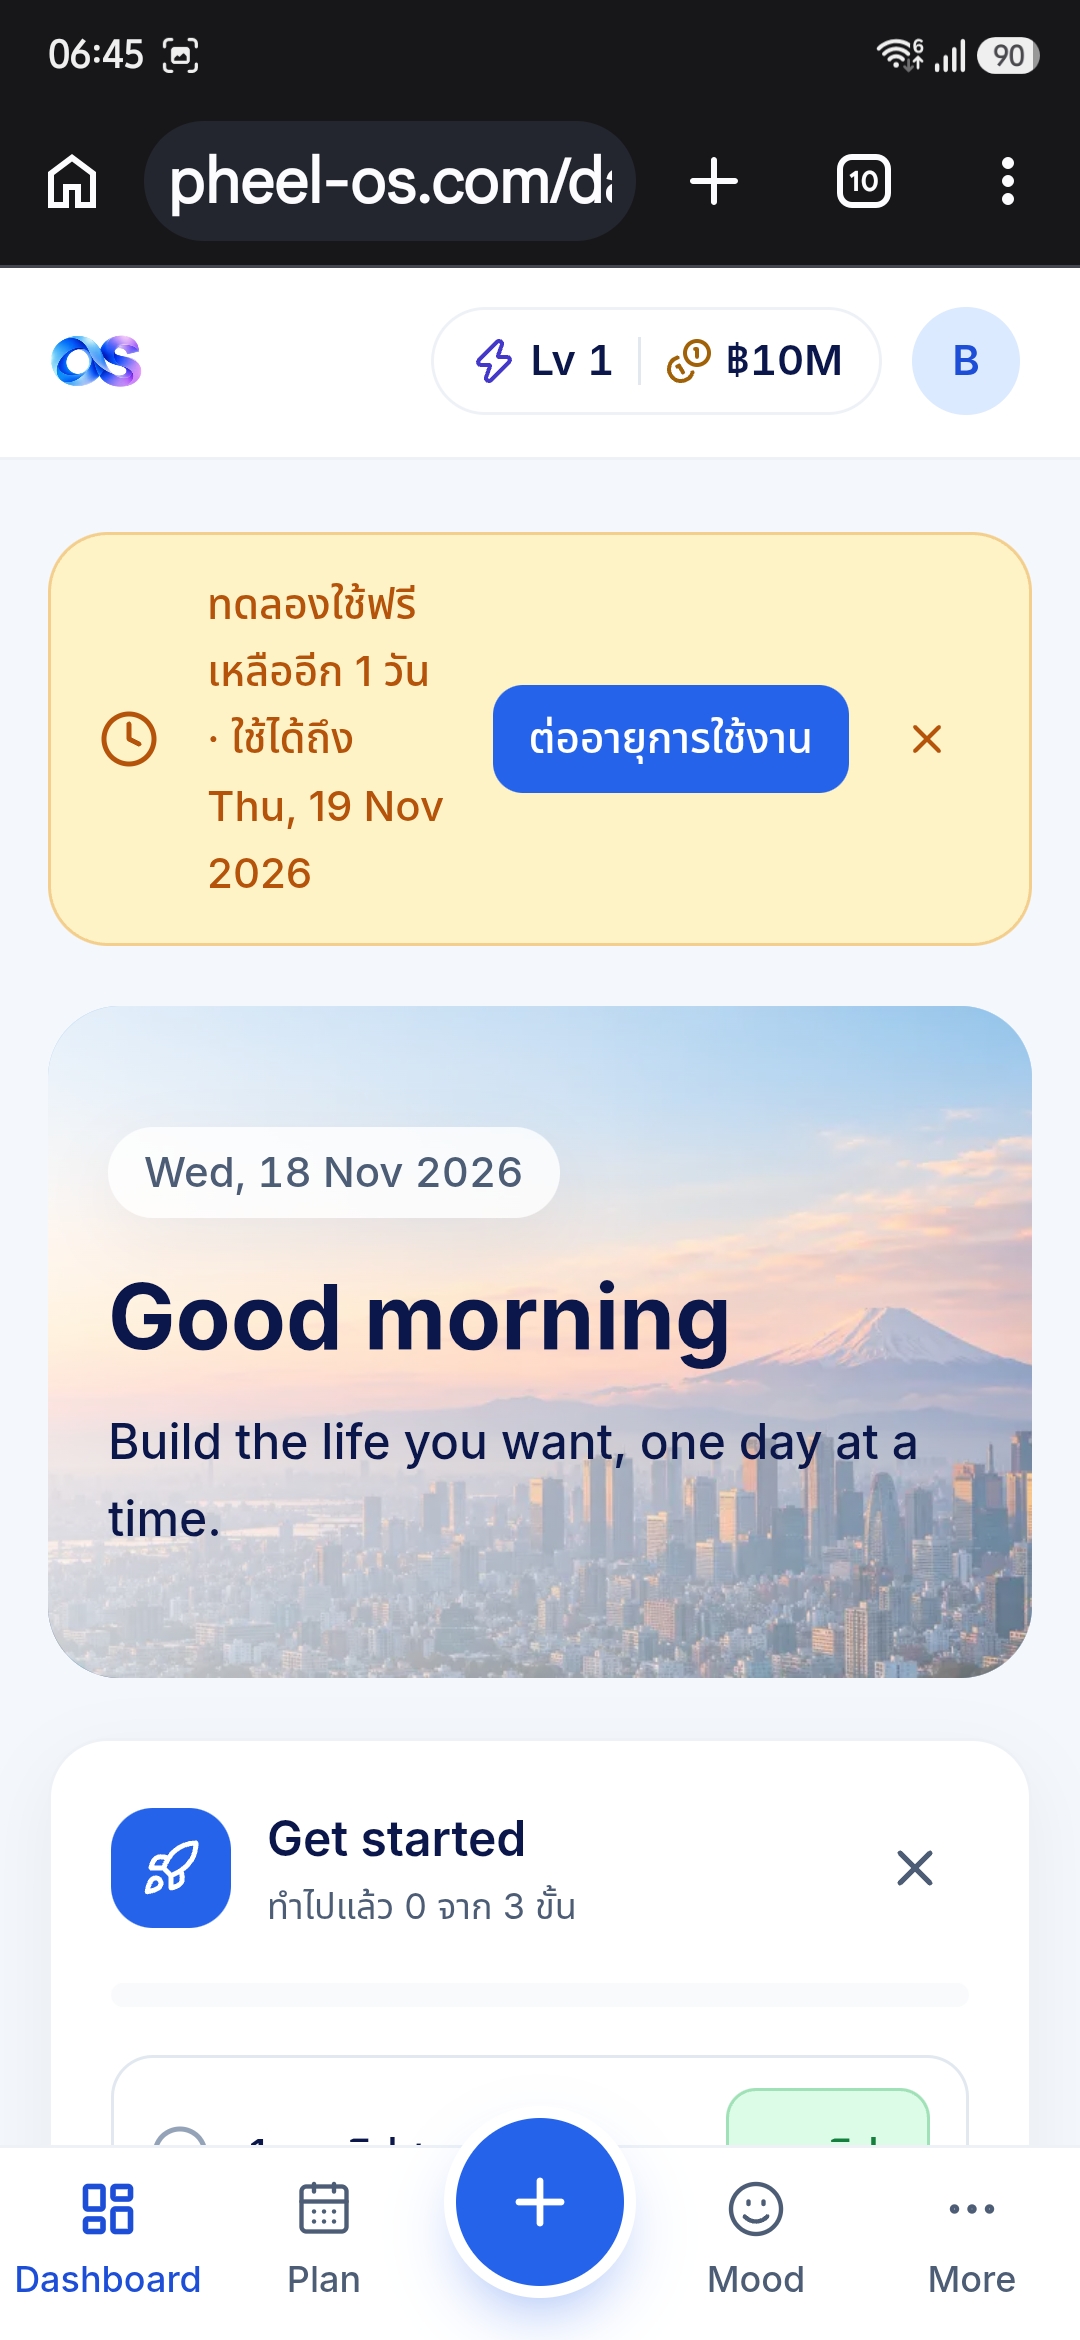 06:45
6
90
pheel-os.com/da
10
os
Lv 1
฿10M
B
ทดลองใช้ฟรี
เหลืออีก 1 วัน
· ใช้ได้ถึง
Thu, 19 Nov
2026
ต่ออายุการใช้งาน
Wed, 18 Nov 2026
Good morning
Build the life you want, one day at a
time.
Get started
ทำไปแล้ว 0 จาก 3 ขั้น
Dashboard
Plan
Mood
More